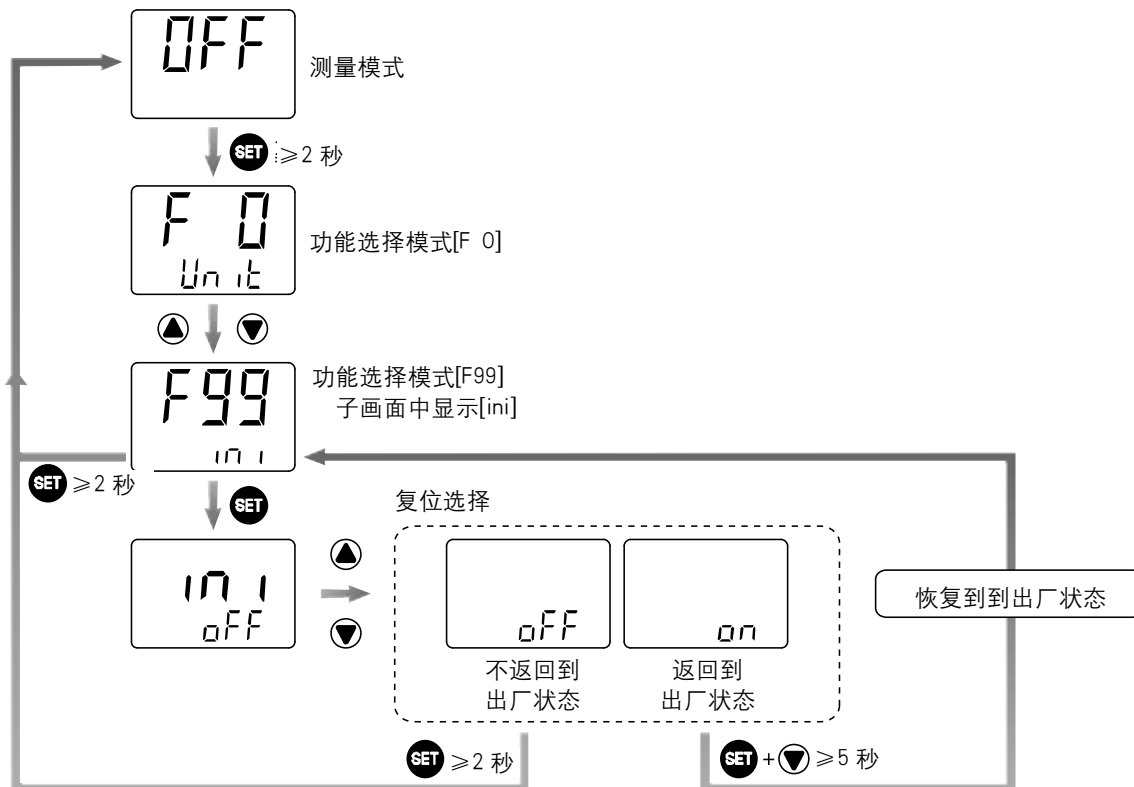 OFF
测量模式
SET ≥2 秒
F 0
Unit
功能选择模式[F 0]
F99
ini
功能选择模式[F99]
子画面中显示[ini]
SET ≥2 秒
SET
复位选择
ini
oFF
oFF
on
不返回到
出厂状态
返回到
出厂状态
恢复到到出厂状态
SET ≥2 秒
SET + ▼ ≥5 秒